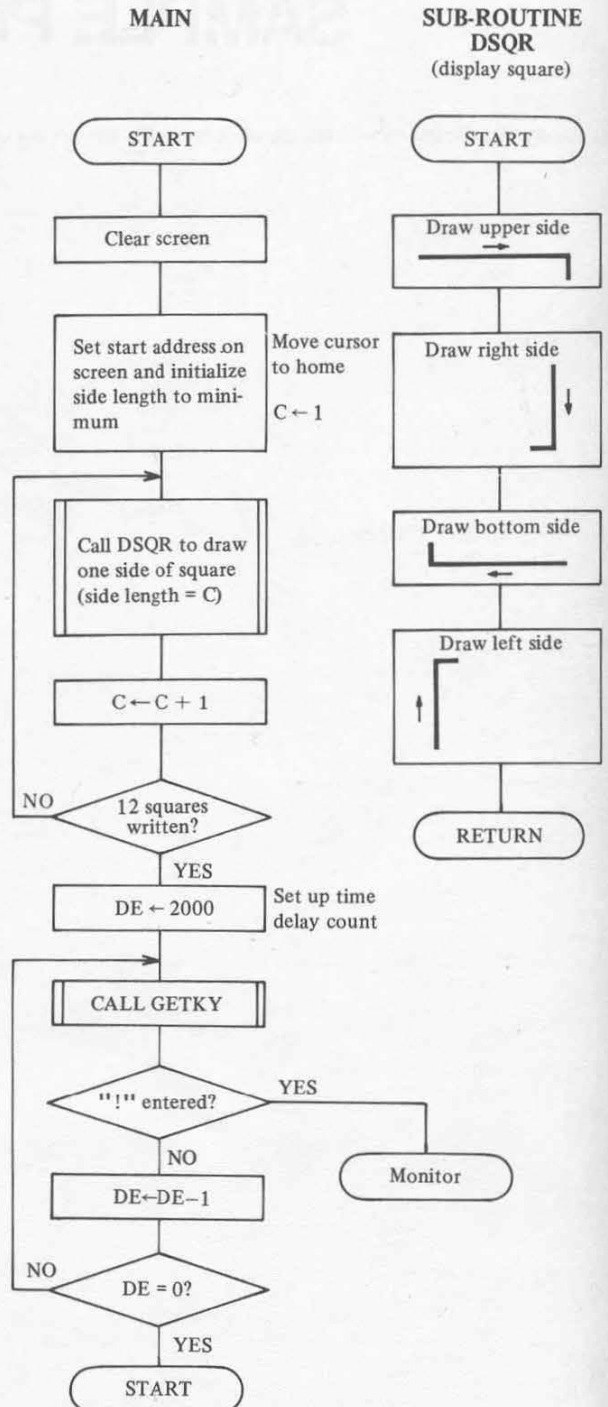 MAIN
START
Clear screen
Set start address on
screen and initialize
side length to mini-
mum
Move cursor
to home
C ← 1
Call DSQR to draw
one side of square
(side length = C)
C ← C + 1
12 squares
written?
NO
YES
DE ← 2000
Set up time
delay count
CALL GETKY
"!" entered?
YES
NO
Monitor
DE←DE−1
DE = 0?
NO
YES
START
SUB-ROUTINE
DSQR
(display square)
START
Draw upper side
Draw right side
Draw bottom side
Draw left side
RETURN